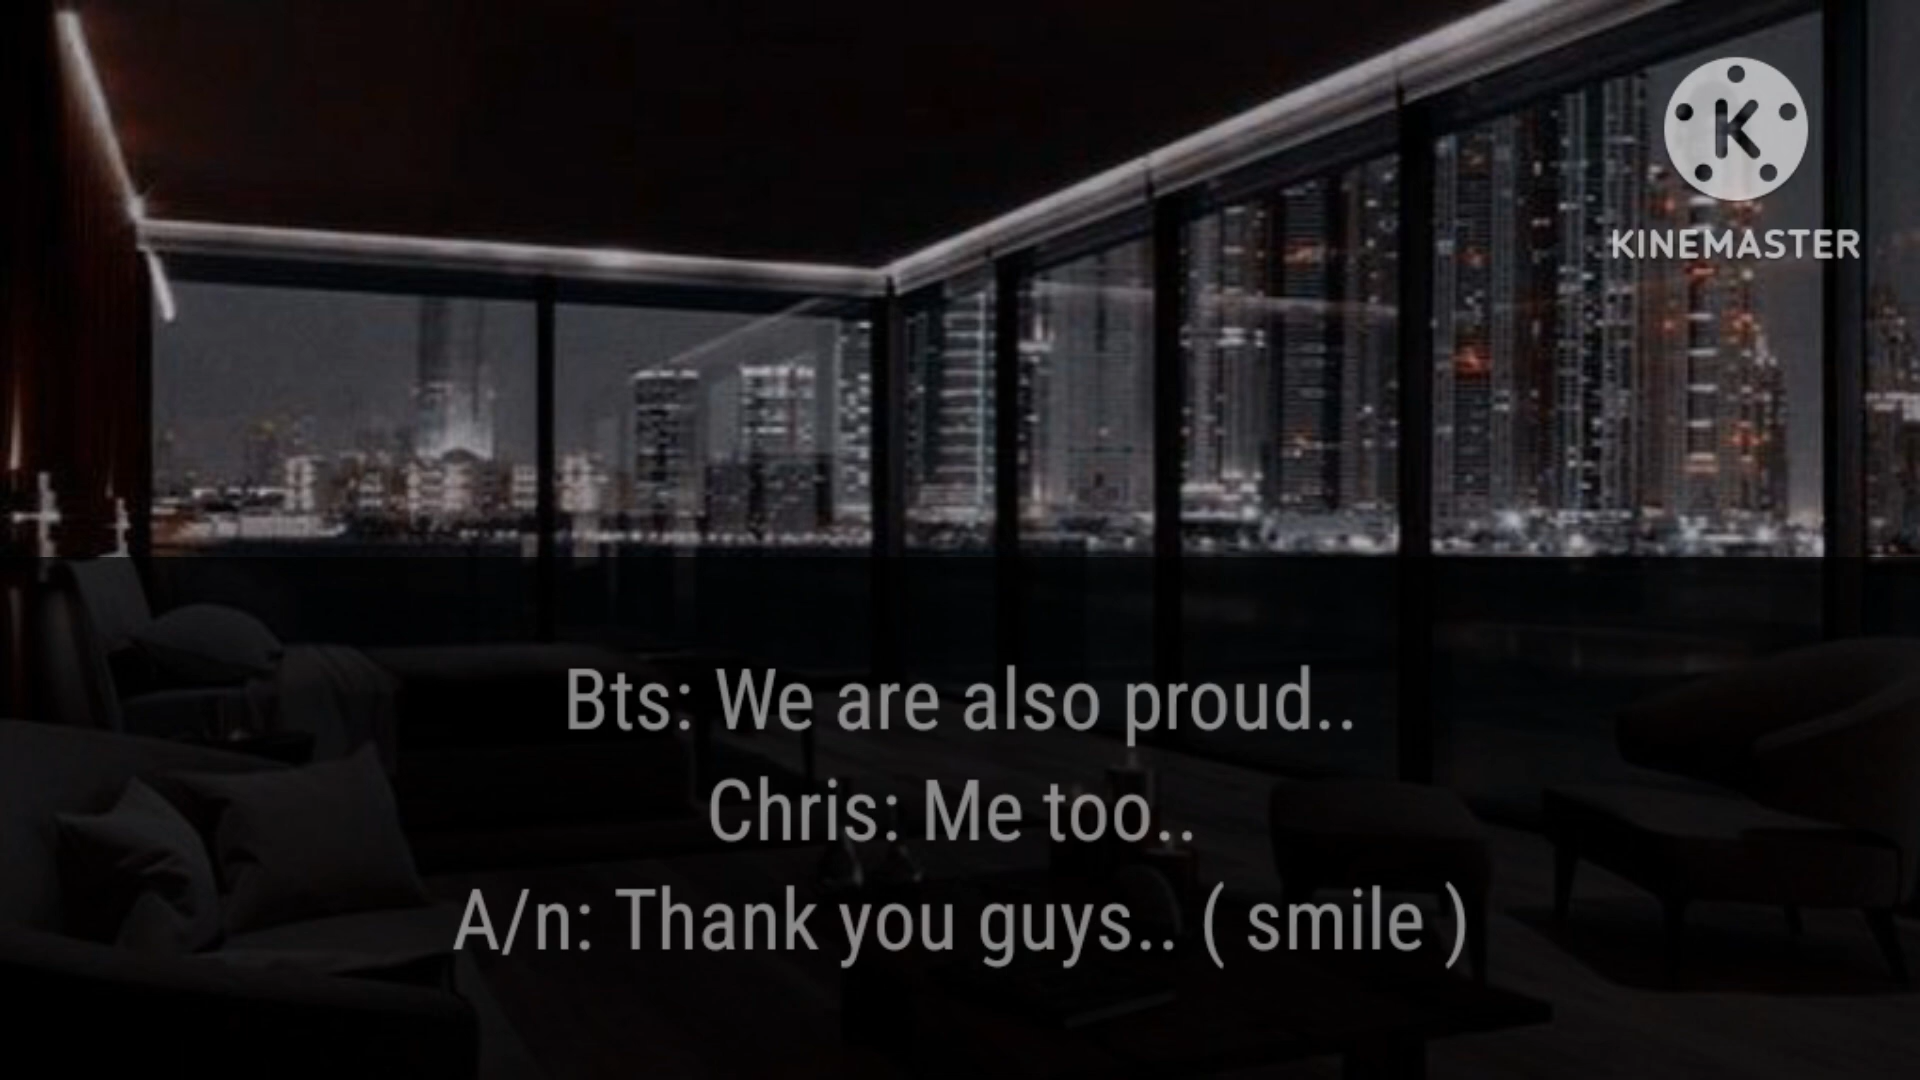 K
KINEMASTER
Bts: We are also proud..
Chris: Me too..
A/n: Thank you guys.. ( smile )